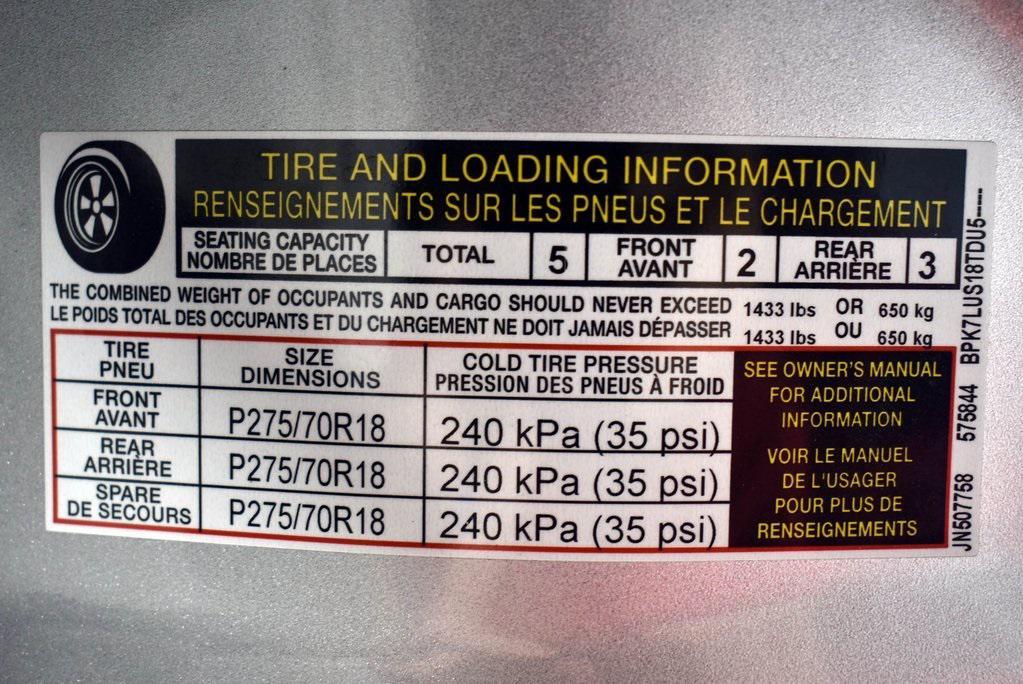 TIRE AND LOADING INFORMATION
RENSEIGNEMENTS SUR LES PNEUS ET LE CHARGEMENT
SEATING CAPACITY
NOMBRE DE PLACES
TOTAL
5
FRONT
AVANT
2
REAR
ARRIÈRE
3
THE COMBINED WEIGHT OF OCCUPANTS AND CARGO SHOULD NEVER EXCEED 1433 lbs OR 650 kg
LE POIDS TOTAL DES OCCUPANTS ET DU CHARGEMENT NE DOIT JAMAIS DÉPASSER 1433 lbs OU 650 kg
TIRE
PNEU
SIZE
DIMENSIONS
COLD TIRE PRESSURE
PRESSION DES PNEUS À FROID
FRONT
AVANT
P275/70R18
240 kPa (35 psi)
REAR
ARRIÈRE
P275/70R18
240 kPa (35 psi)
SPARE
DE SECOURS
P275/70R18
240 kPa (35 psi)
SEE OWNER'S MANUAL
FOR ADDITIONAL
INFORMATION
VOIR LE MANUEL
DE L'USAGER
POUR PLUS DE
RENSEIGNEMENTS
JN507758 575844 BPK7LUS18TDU5----